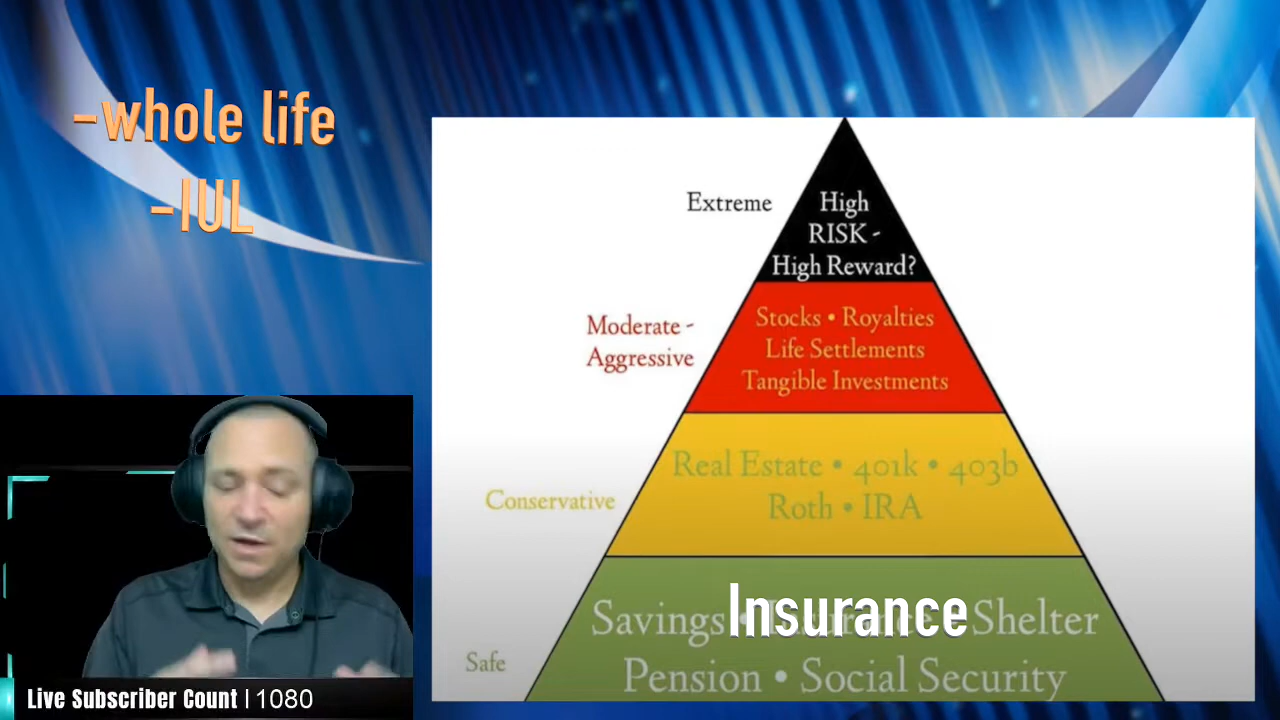 -whole life
-IUL
Extreme
High
RISK -
High Reward?
Moderate -
Aggressive
Stocks • Royalties
Life Settlements
Tangible Investments
Conservative
Real Estate • 401k • 403b
Roth • IRA
Safe
Savings • Insurance • Shelter
Insurance
Pension • Social Security
Live Subscriber Count | 1080